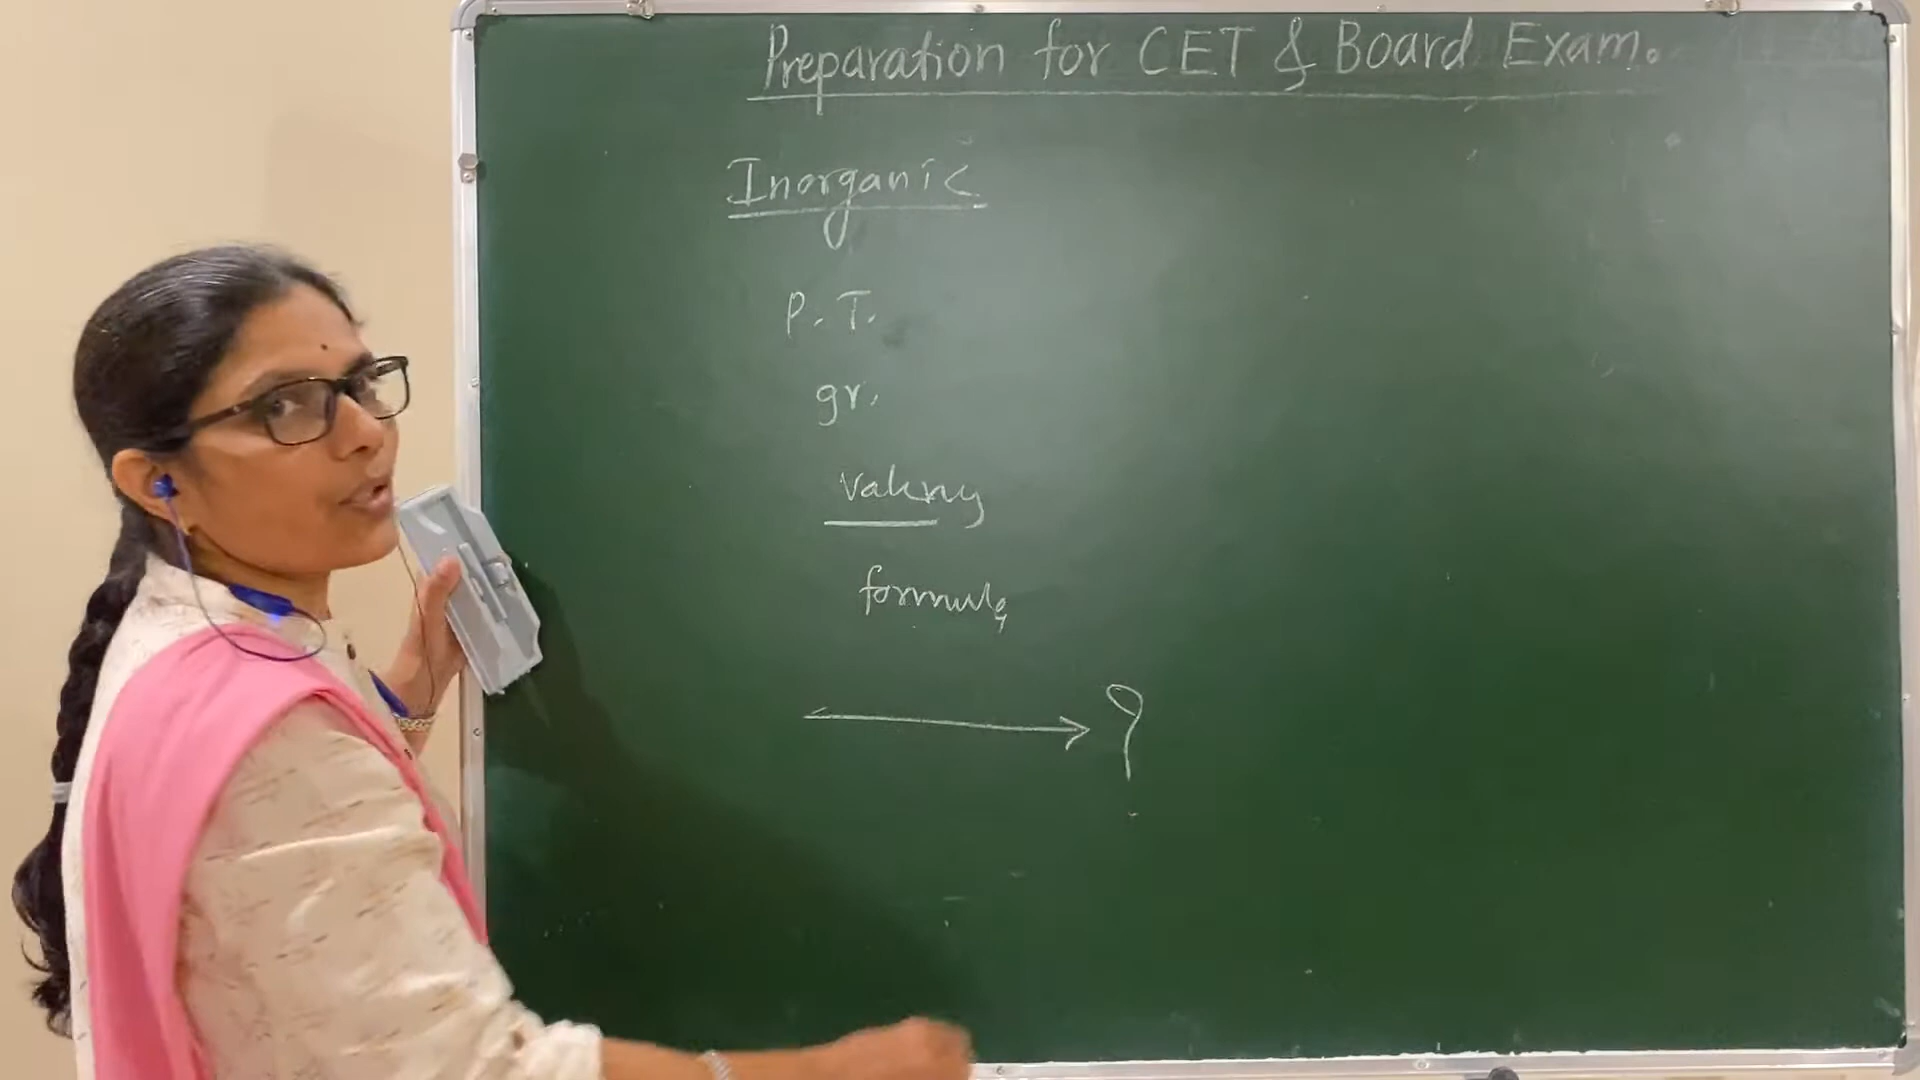 Preparation for CET & Board Exam.
Inorganic
P. T.
gr.
valency
formula
→ ?